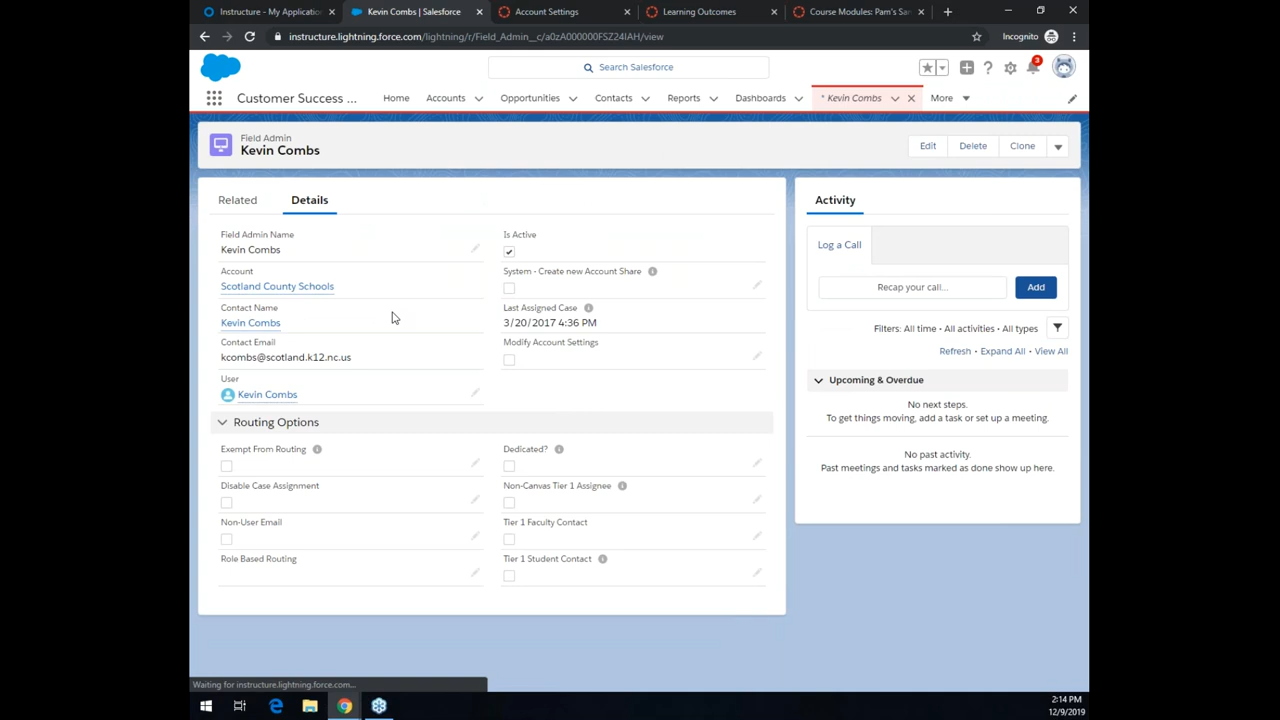 Instructure - My Applicatio
Kevin Combs | Salesforce
Account Settings
Learning Outcomes
Course Modules: Pam's San
instructure.lightning.force.com/lightning/r/Field_Admin__c/a0zA000000FSZ24IAH/view
Incognito
Search Salesforce
3
Customer Success ...
Home
Accounts
Opportunities
Contacts
Reports
Dashboards
* Kevin Combs
More
Field Admin
Kevin Combs
Edit
Delete
Clone
Related
Details
Field Admin Name
Kevin Combs
Is Active
Account
Scotland County Schools
System - Create new Account Share
Contact Name
Kevin Combs
Last Assigned Case
3/20/2017 4:36 PM
Contact Email
kcombs@scotland.k12.nc.us
Modify Account Settings
User
Kevin Combs
Routing Options
Exempt From Routing
Dedicated?
Disable Case Assignment
Non-Canvas Tier 1 Assignee
Non-User Email
Tier 1 Faculty Contact
Role Based Routing
Tier 1 Student Contact
Activity
Log a Call
Recap your call...
Add
Filters: All time • All activities • All types
Refresh • Expand All • View All
Upcoming & Overdue
No next steps.
To get things moving, add a task or set up a meeting.
No past activity.
Past meetings and tasks marked as done show up here.
Waiting for instructure.lightning.force.com...
2:14 PM
12/9/2019